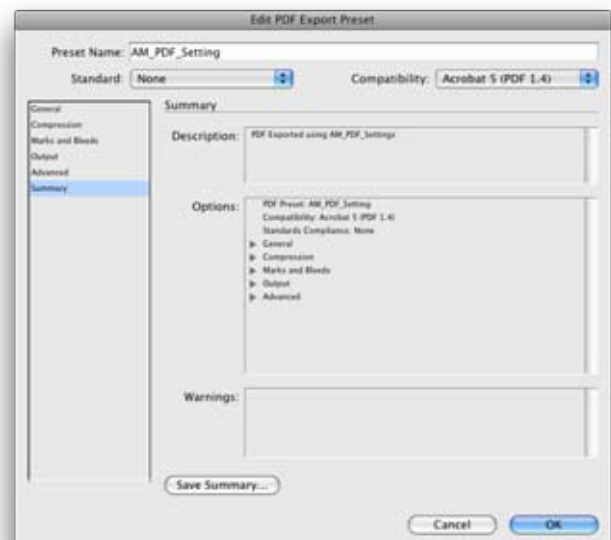 Edit PDF Export Preset
Preset Name: AM_PDF_Setting
Standard: None
Compatibility: Acrobat 5 (PDF 1.4)
General
Compression
Marks and Bleeds
Output
Advanced
Summary
Summary
Description: PDF Exported using AM_PDF_Settings
Options: PDF Preset: AM_PDF_Setting
Compatibility: Acrobat 5 (PDF 1.4)
Standards Compliance: None
General
Compression
Marks and Bleeds
Output
Advanced
Warnings:
Save Summary...
Cancel
OK